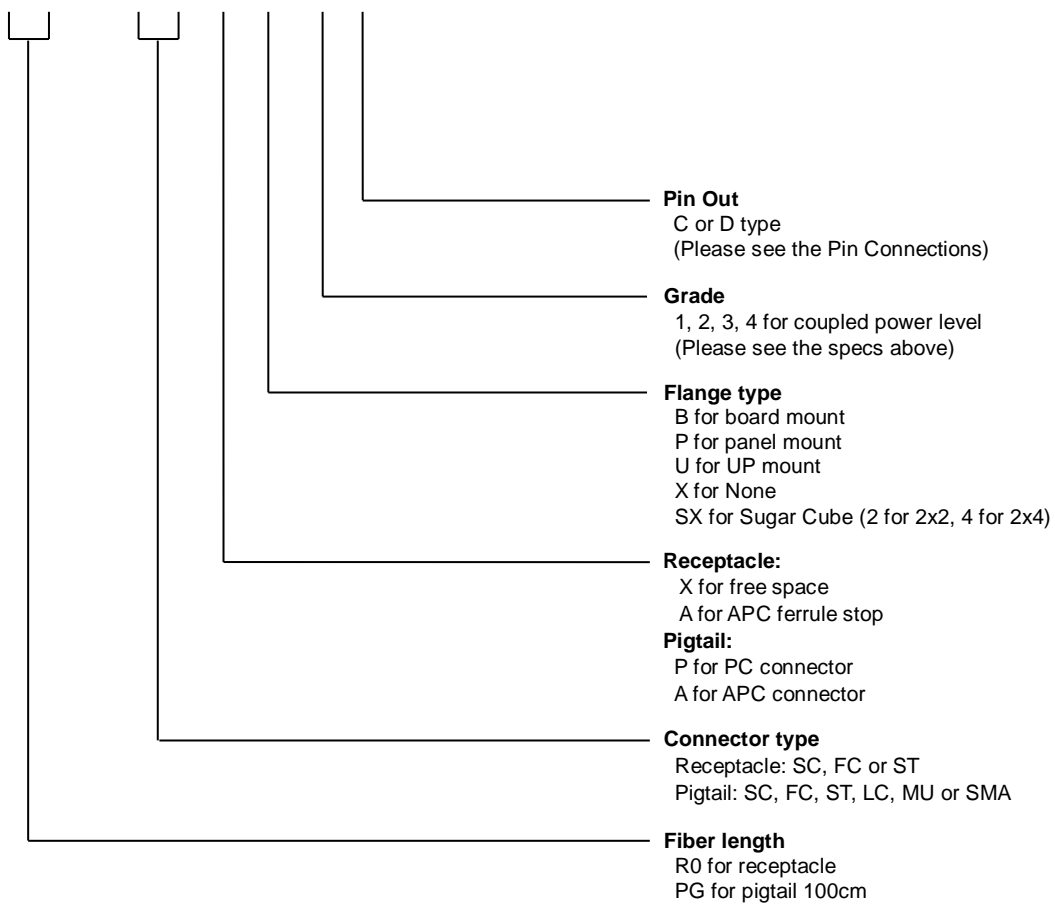 Pin Out
C or D type
(Please see the Pin Connections)
Grade
1, 2, 3, 4 for coupled power level
(Please see the specs above)
Flange type
B for board mount
P for panel mount
U for UP mount
X for None
SX for Sugar Cube (2 for 2x2, 4 for 2x4)
Receptacle:
X for free space
A for APC ferrule stop
Pigtail:
P for PC connector
A for APC connector
Connector type
Receptacle: SC, FC or ST
Pigtail: SC, FC, ST, LC, MU or SMA
Fiber length
R0 for receptacle
PG for pigtail 100cm